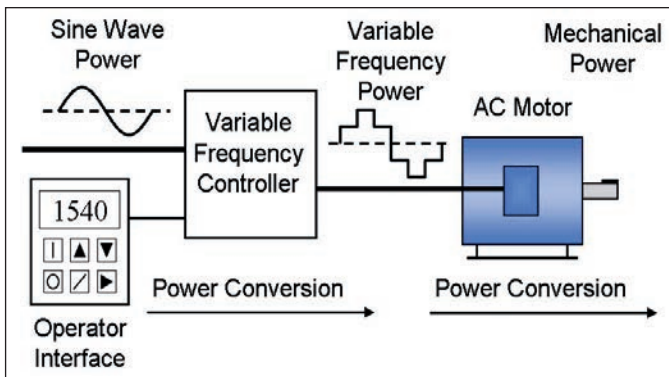 Sine Wave
Power
Variable
Frequency
Power
Mechanical
Power
AC Motor
Variable
Frequency
Controller
1540
Operator
Interface
Power Conversion
Power Conversion